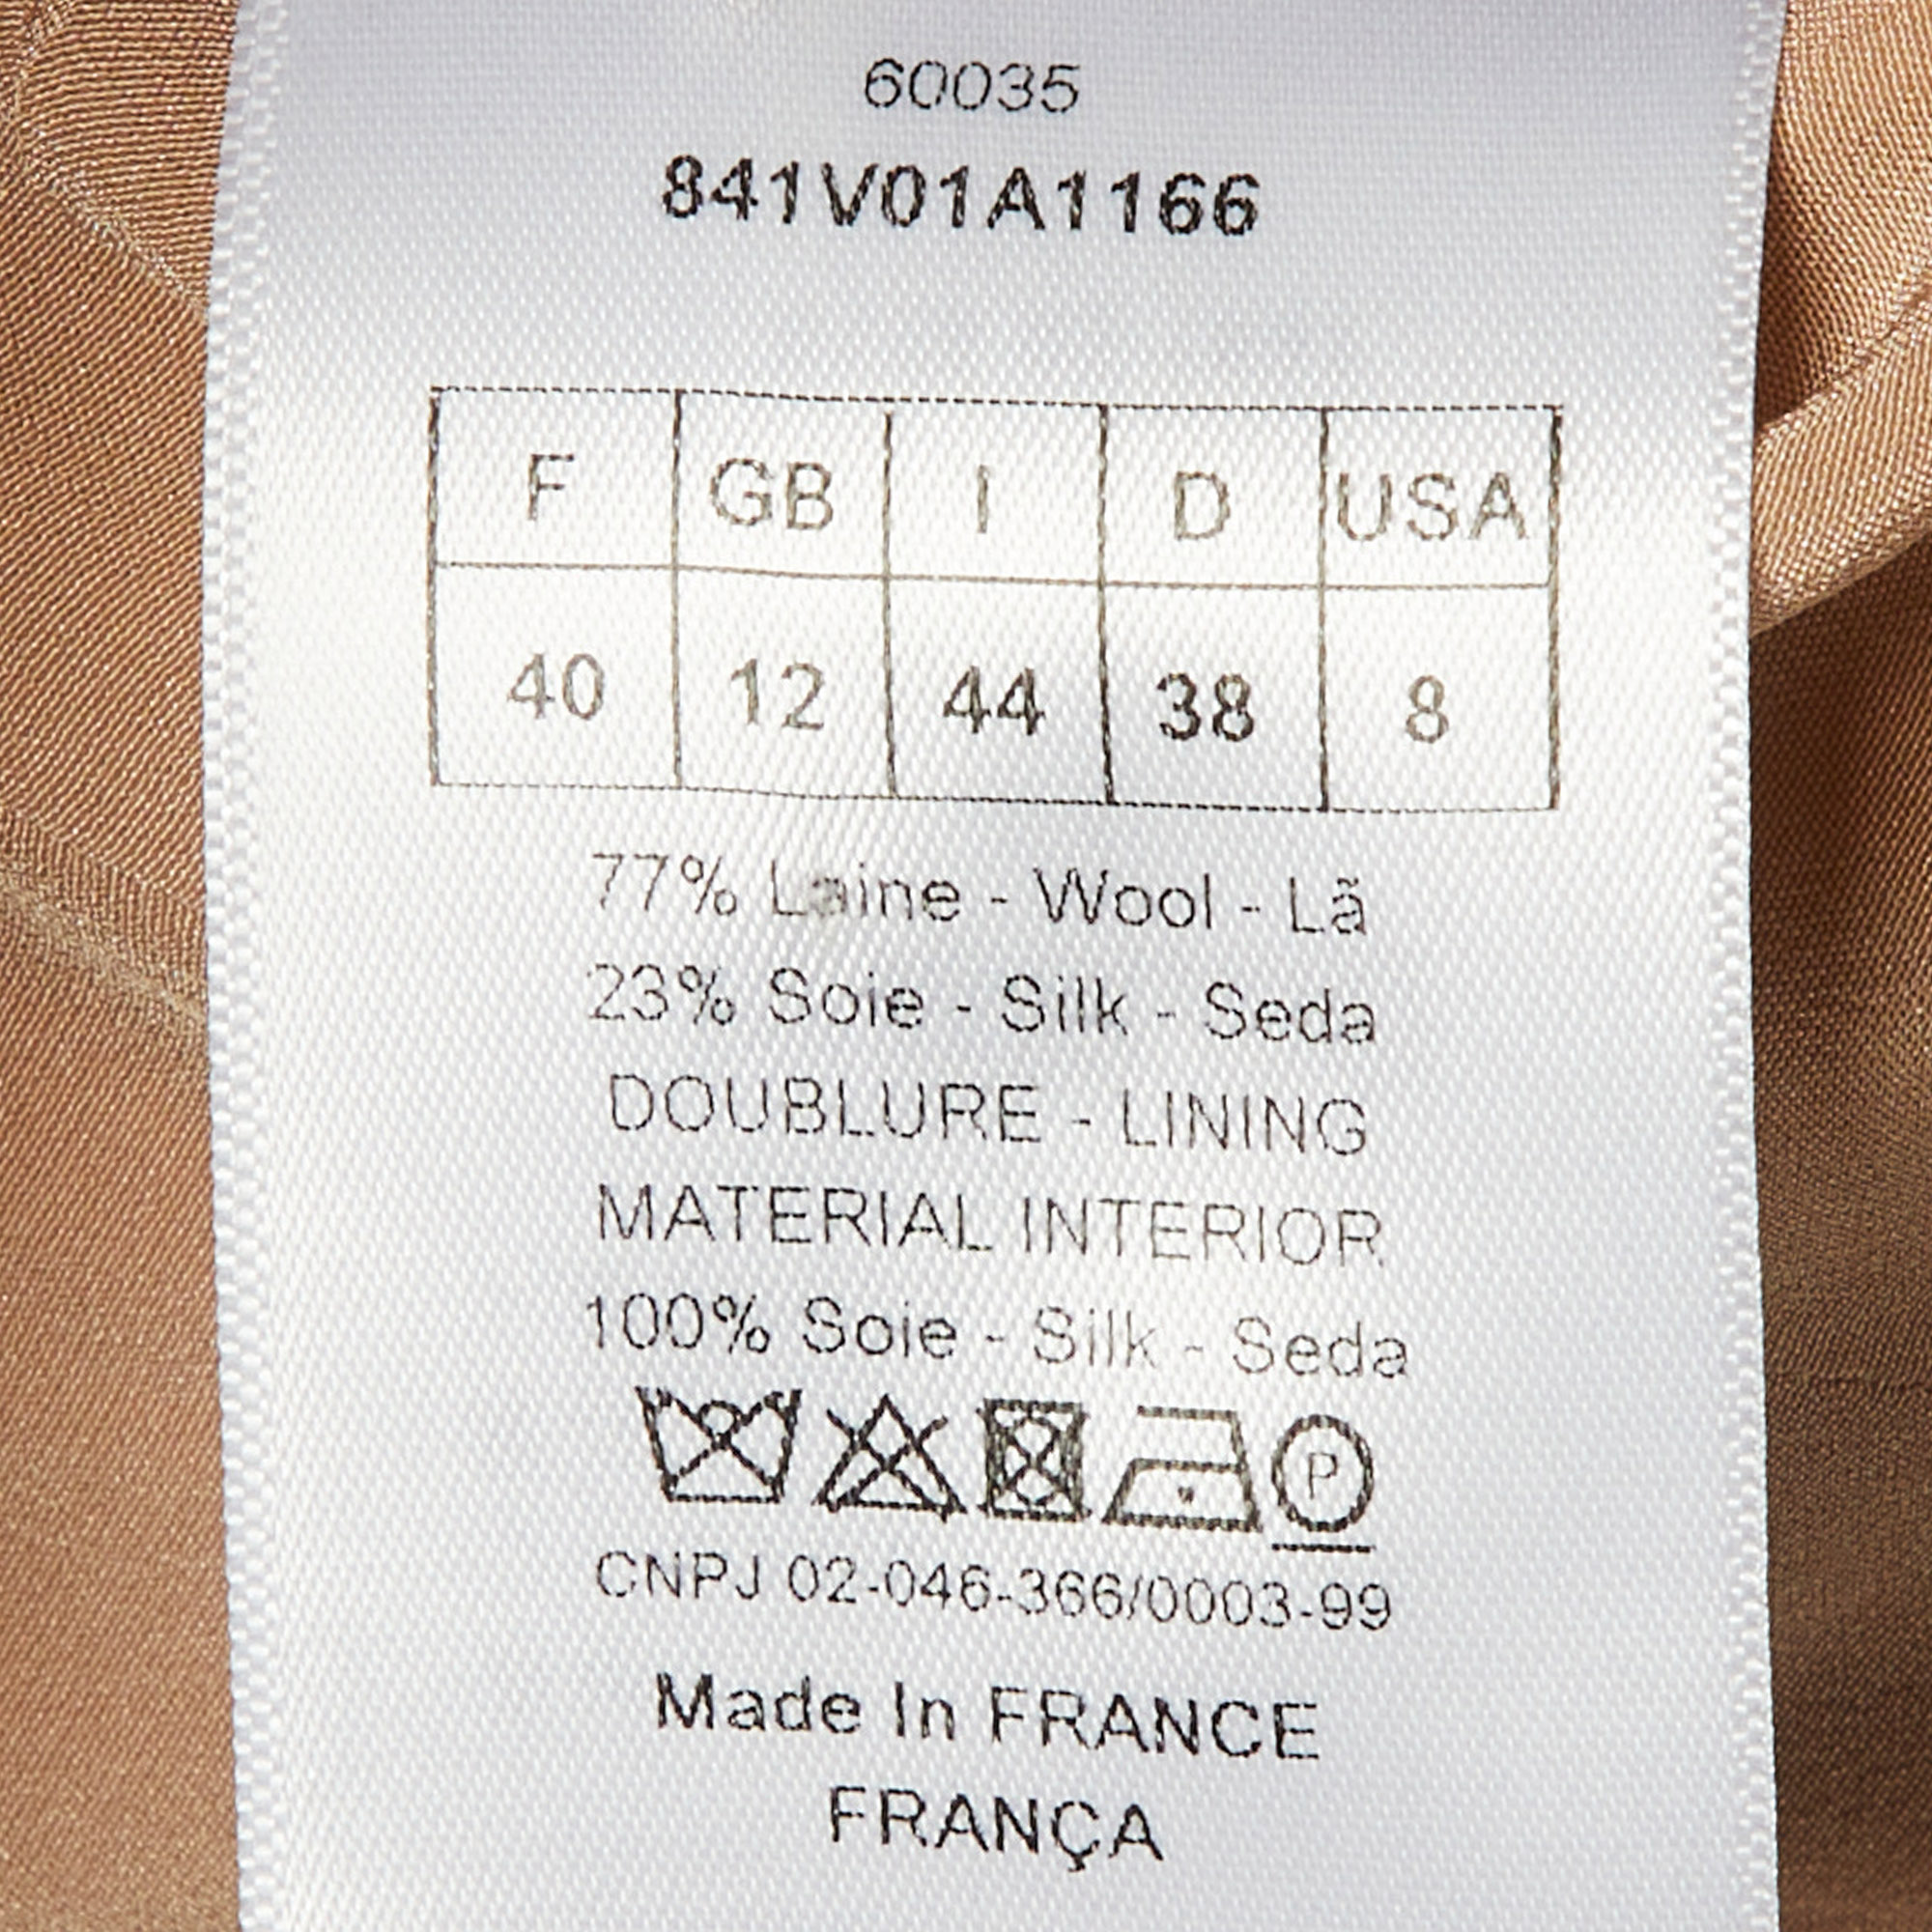 60035
841V01A1166
F GB I D USA
40 12 44 38 8
77% Laine - Wool - Lã
23% Soie - Silk - Seda
DOUBLURE - LINING
MATERIAL INTERIOR
100% Soie - Silk - Seda
P
CNPJ 02-046-366/0003-99
Made In FRANCE
FRANÇA